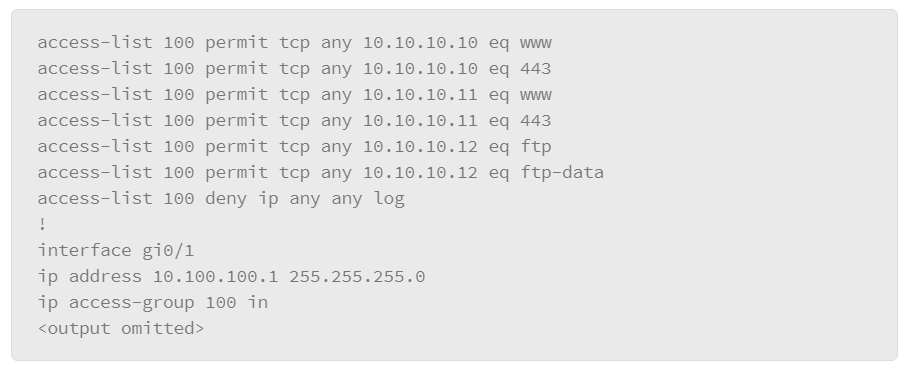 access-list 100 permit tcp any 10.10.10.10 eq www
access-list 100 permit tcp any 10.10.10.10 eq 443
access-list 100 permit tcp any 10.10.10.11 eq www
access-list 100 permit tcp any 10.10.10.11 eq 443
access-list 100 permit tcp any 10.10.10.12 eq ftp
access-list 100 permit tcp any 10.10.10.12 eq ftp-data
access-list 100 deny ip any any log
!
interface gi0/1
ip address 10.100.100.1 255.255.255.0
ip access-group 100 in
<output omitted>